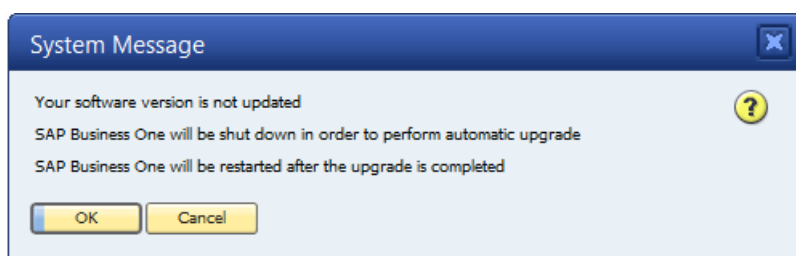 System Message
Your software version is not updated
SAP Business One will be shut down in order to perform automatic upgrade
SAP Business One will be restarted after the upgrade is completed
OK Cancel